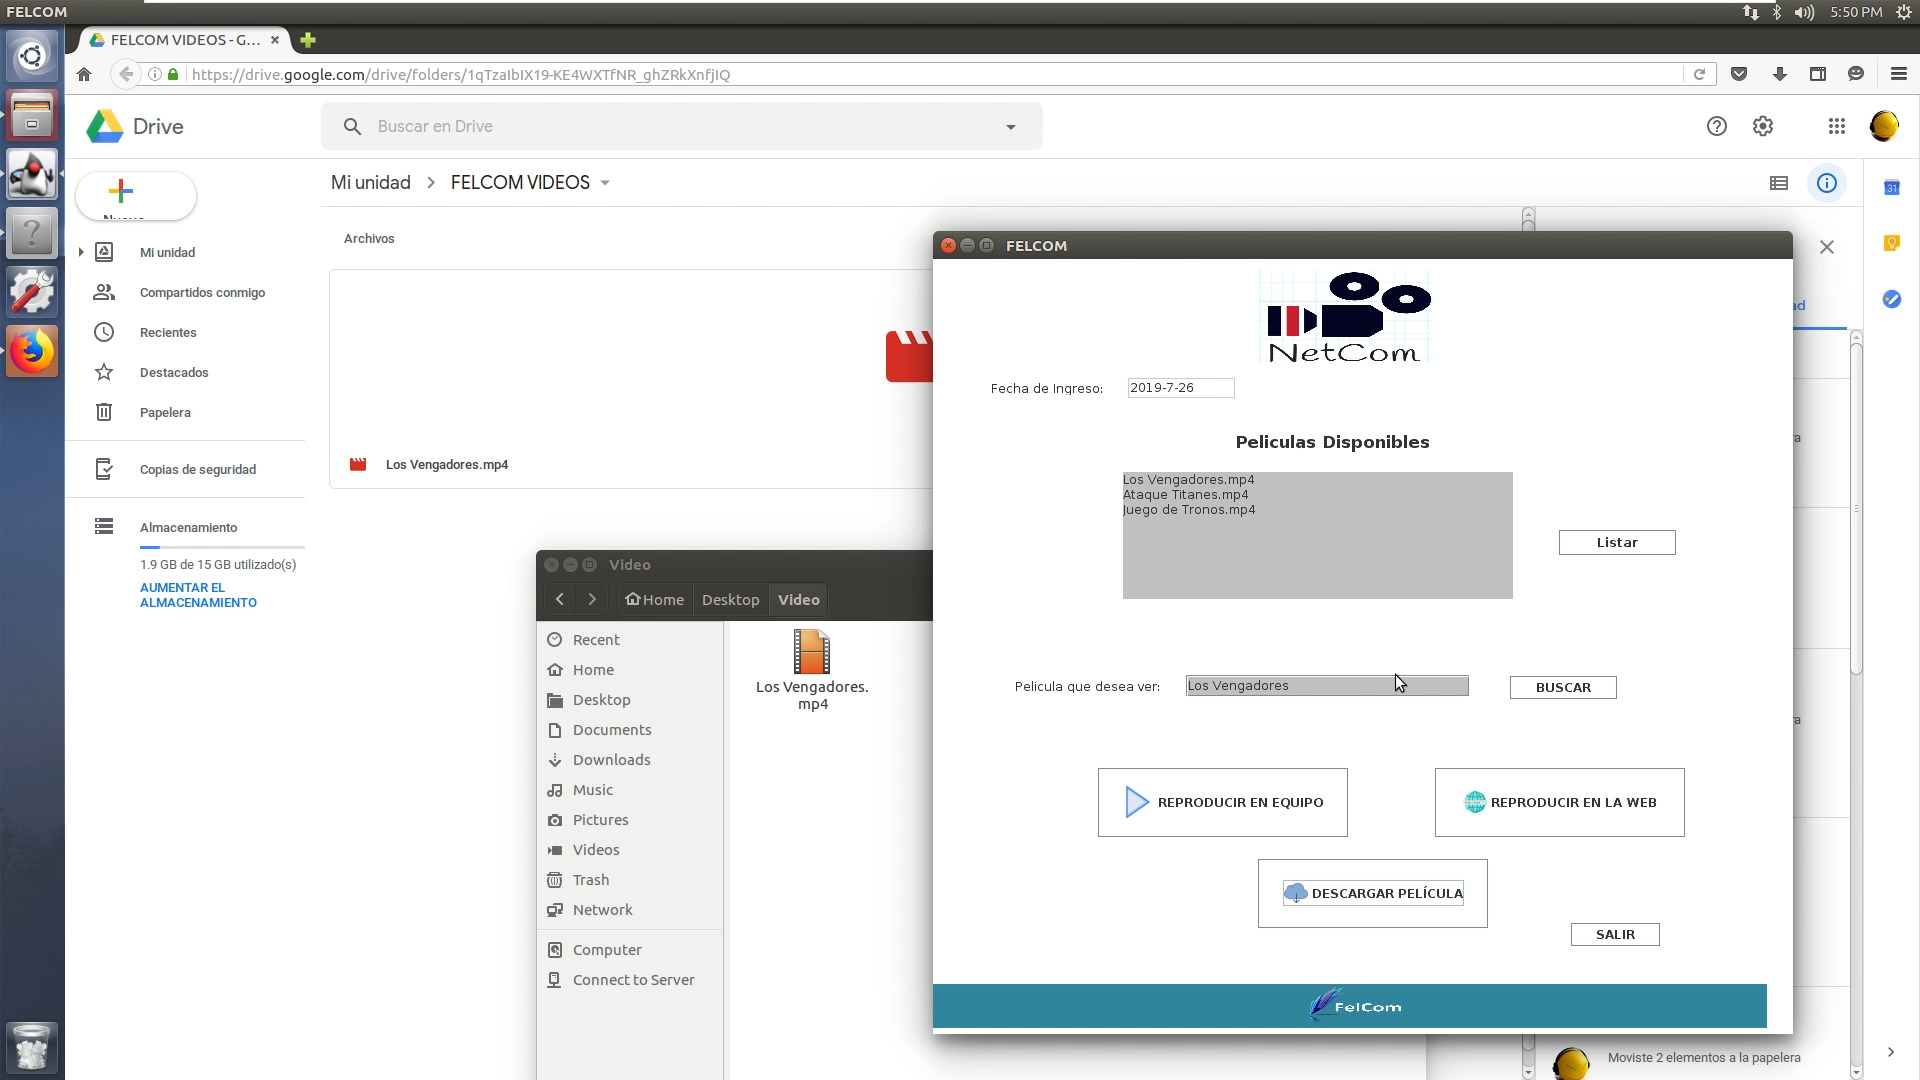 FELCOM
5:50 PM
FELCOM VIDEOS - G...
https://drive.google.com/drive/folders/1qTzaIbIX19-KE4WXTfNR_ghZRkXnfjIQ
Drive
Buscar en Drive
Mi unidad
FELCOM VIDEOS
Mi unidad
Compartidos conmigo
Recientes
Destacados
Papelera
Copias de seguridad
Almacenamiento
1.9 GB de 15 GB utilizado(s)
AUMENTAR EL
ALMACENAMIENTO
Archivos
Los Vengadores.mp4
31
Video
Home
Desktop
Video
Recent
Home
Desktop
Documents
Downloads
Music
Pictures
Videos
Trash
Network
Computer
Connect to Server
Los Vengadores.
mp4
FELCOM
NetCom
Fecha de Ingreso:
2019-7-26
Peliculas Disponibles
Los Vengadores.mp4
Ataque Titanes.mp4
Juego de Tronos.mp4
Listar
Pelicula que desea ver:
Los Vengadores
BUSCAR
REPRODUCIR EN EQUIPO
REPRODUCIR EN LA WEB
DESCARGAR PELÍCULA
SALIR
FelCom
Moviste 2 elementos a la papelera